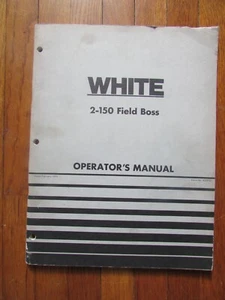 WHITE
2-150 Field Boss
OPERATOR'S MANUAL